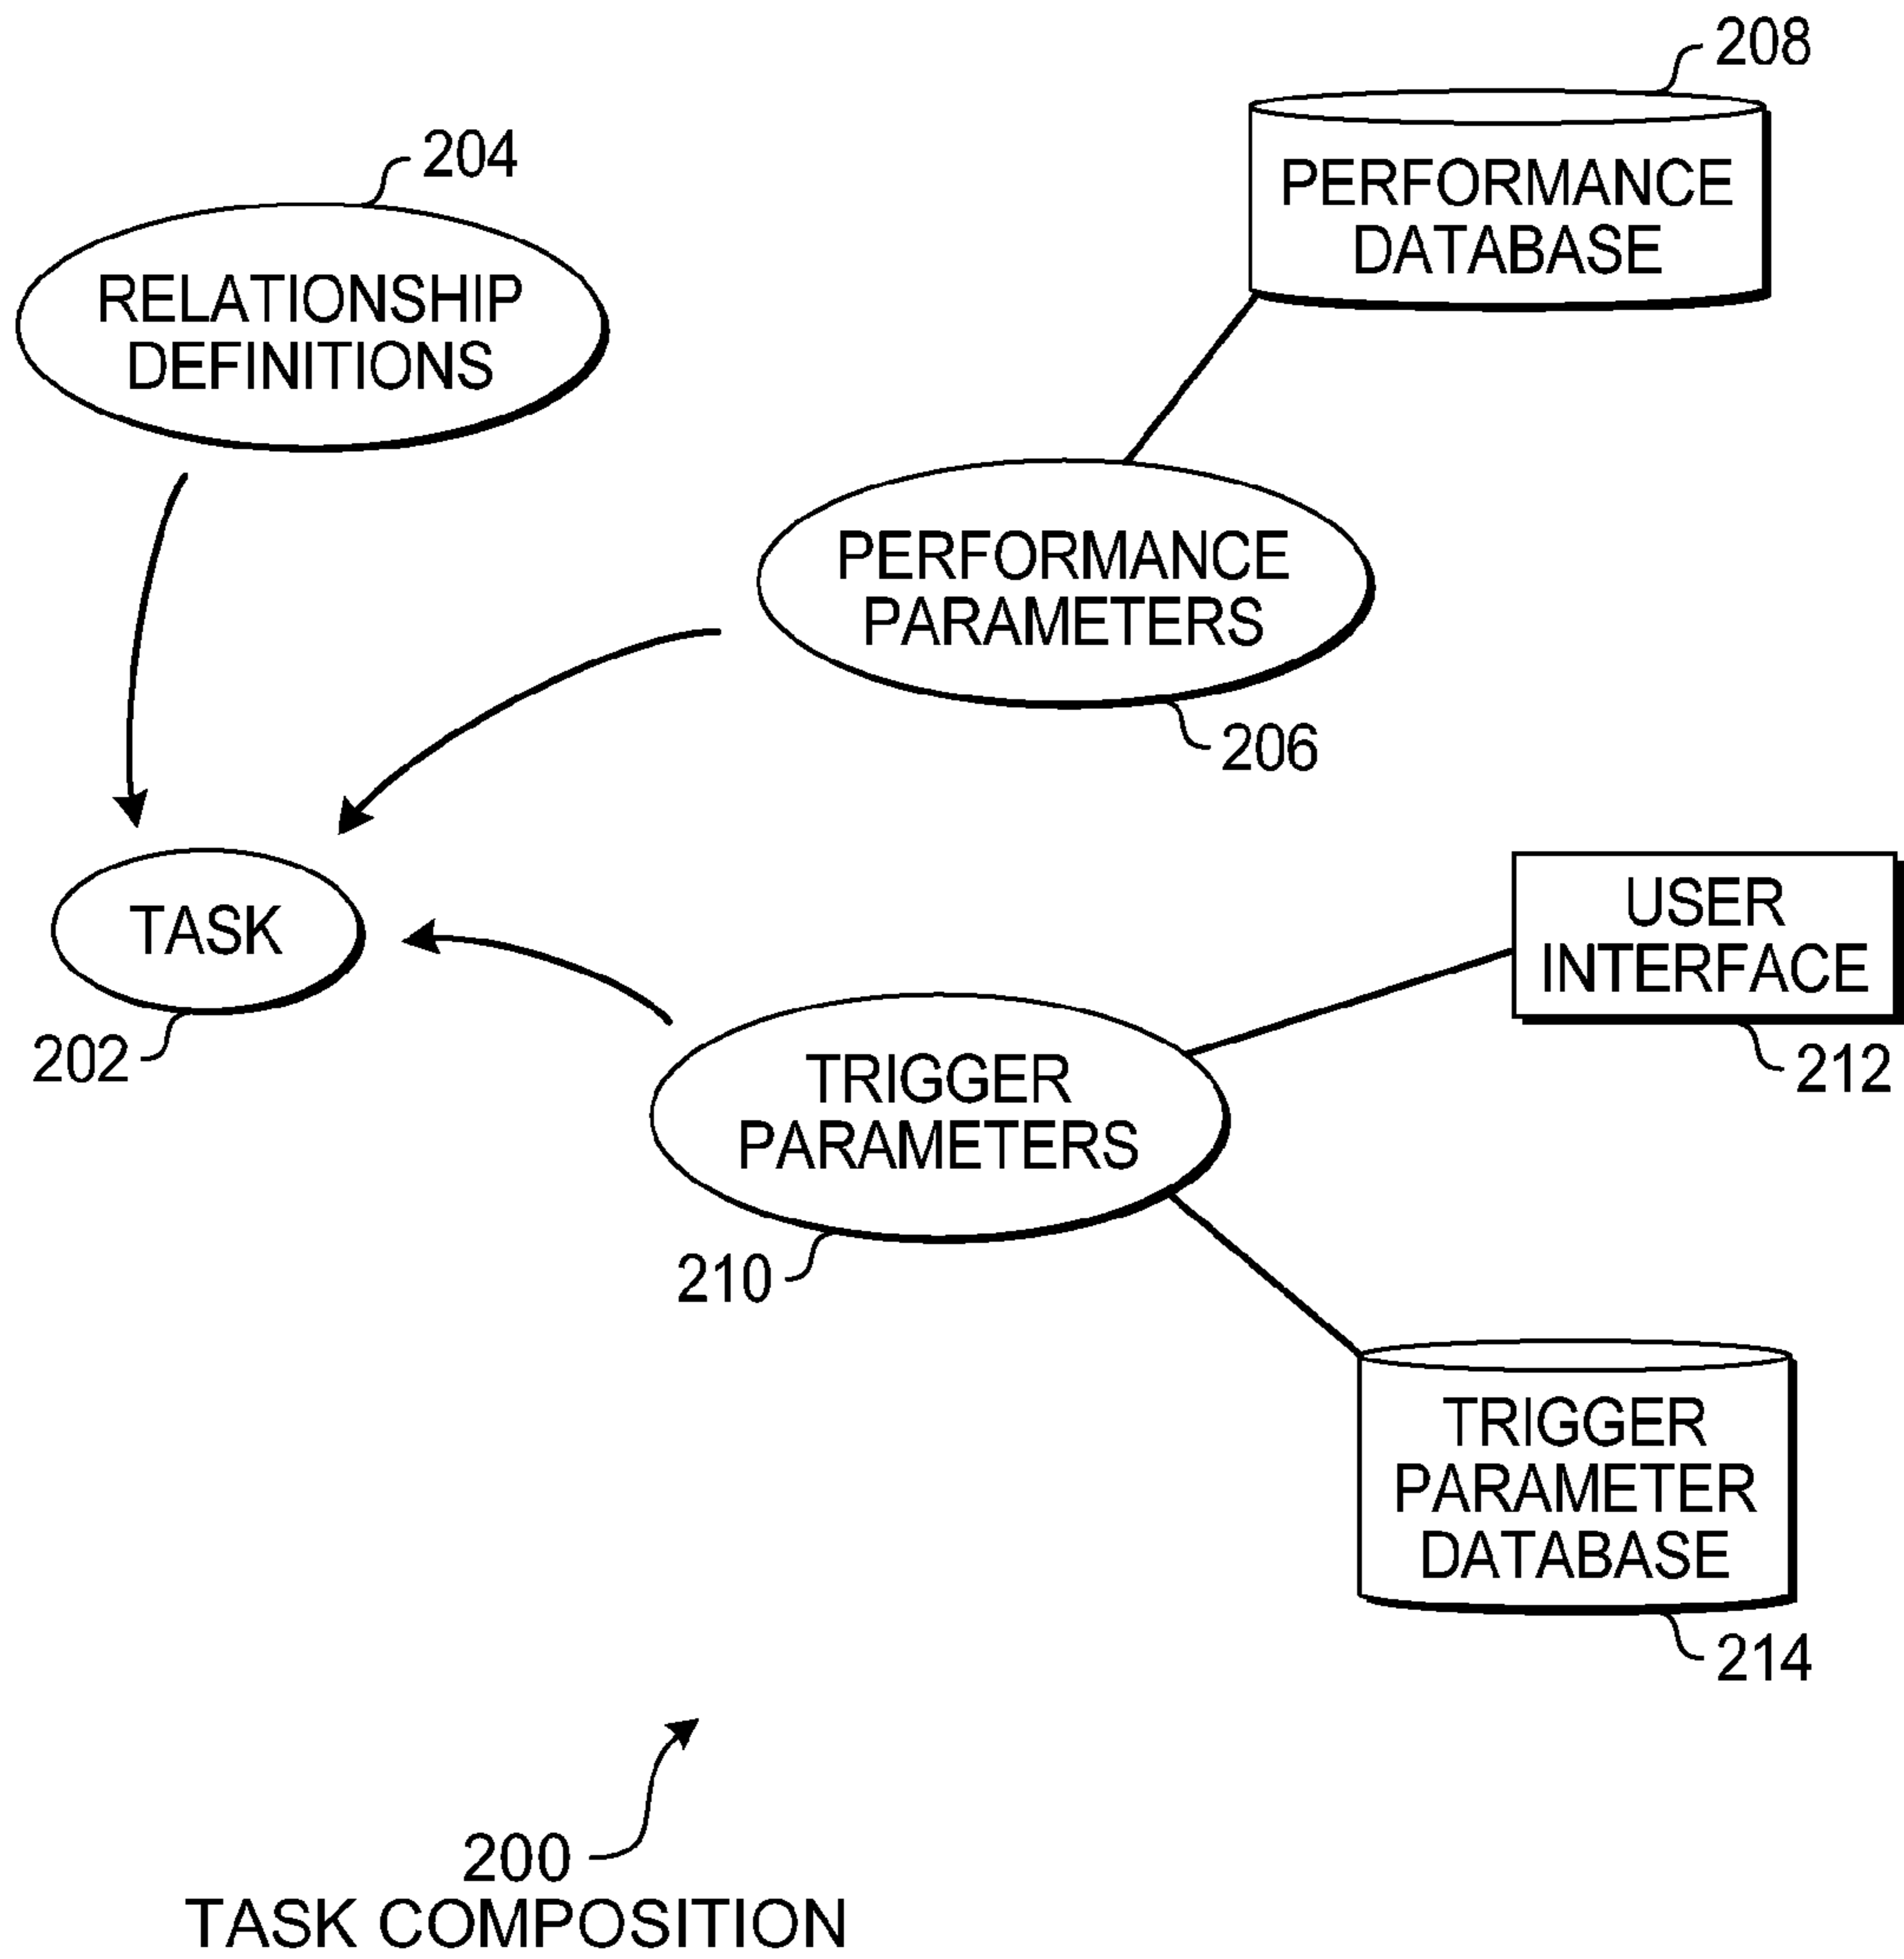 208
PERFORMANCE
DATABASE
204
RELATIONSHIP
DEFINITIONS
PERFORMANCE
PARAMETERS
206
TASK
202
USER
INTERFACE
212
TRIGGER
PARAMETERS
210
TRIGGER
PARAMETER
DATABASE
214
200
TASK COMPOSITION